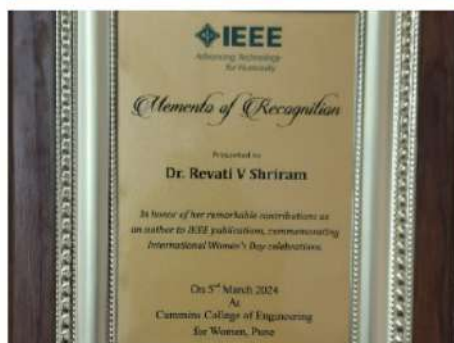 IEEE
Advancing Technology
for Humanity
Memento of Recognition
Presented to
Dr. Revati V Shriram
In honor of her remarkable contributions as
an author to IEEE publications, commemorating
International Women's Day celebrations.
On 5th March 2024
At
Cummins College of Engineering
for Women, Pune